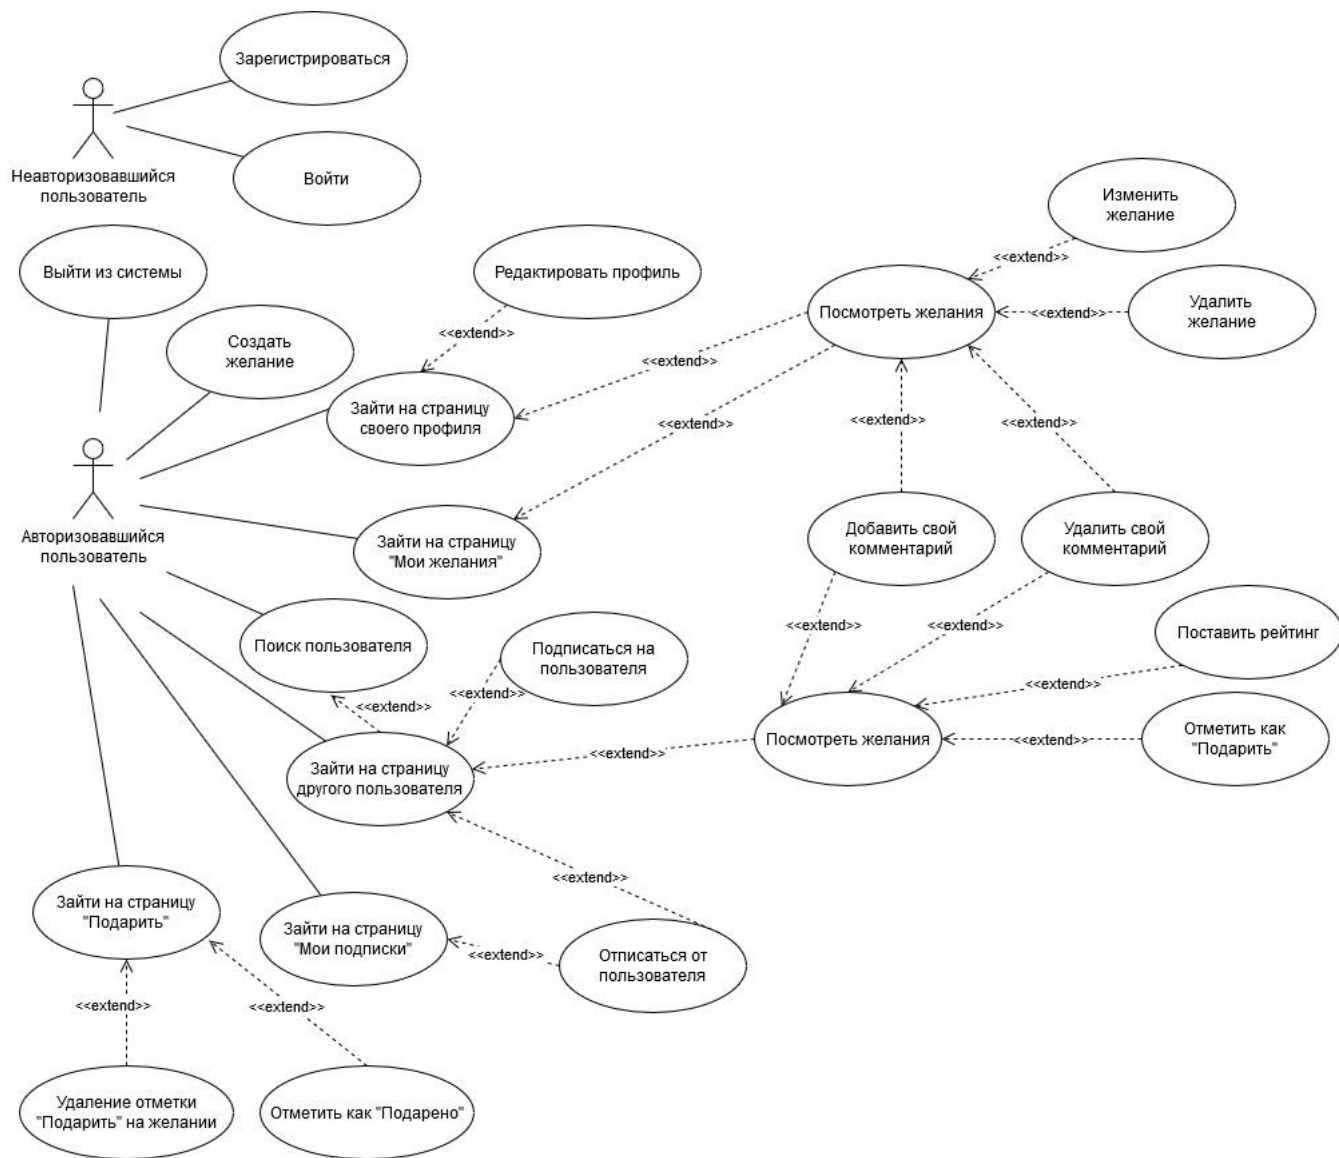 Зарегистрироваться
Неавторизовавшийся
пользователь
Войти
Изменить
желание
<<extend>>
Выйти из системы
Редактировать профиль
Посмотреть желания
<<extend>>
Удалить
желание
Создать
желание
<<extend>>
<<extend>>
Зайти на страницу
своего профиля
<<extend>>
<<extend>>
<<extend>>
Авторизовавшийся
пользователь
Зайти на страницу
"Мои желания"
Добавить свой
комментарий
Удалить свой
комментарий
Поиск пользователя
Подписаться на
пользователя
<<extend>>
<<extend>>
Поставить рейтинг
<<extend>>
<<extend>>
<<extend>>
Зайти на страницу
другого пользователя
<<extend>>
Посмотреть желания
<<extend>>
Отметить как
"Подарить"
<<extend>>
Зайти на страницу
"Подарить"
Зайти на страницу
"Мои подписки"
<<extend>>
Отписаться от
пользователя
<<extend>>
<<extend>>
Удаление отметки
"Подарить" на желании
Отметить как "Подарено"